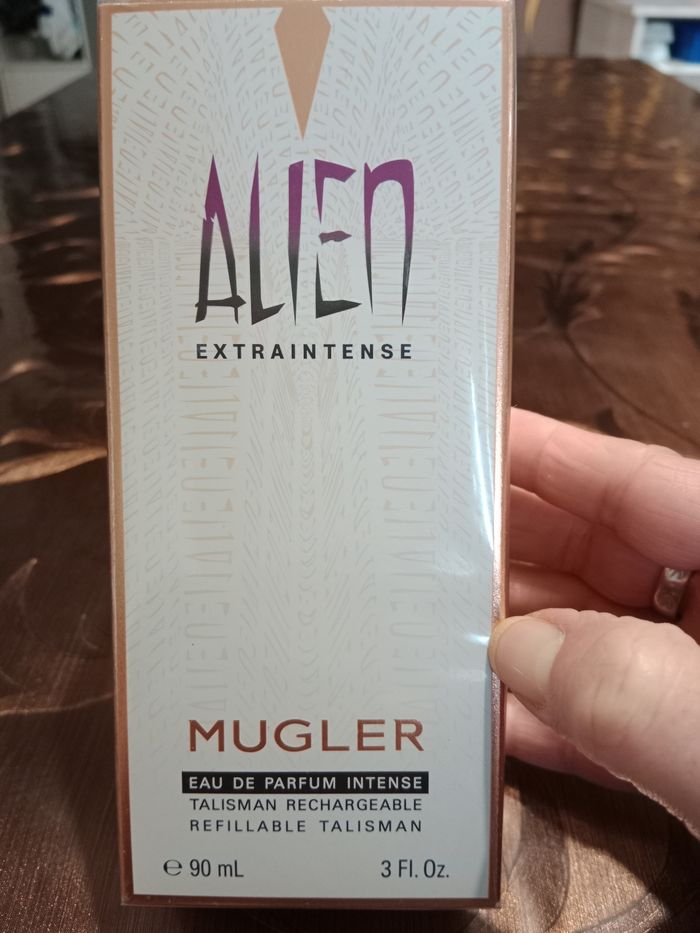 ALIEN
EXTRAINTENSE
MUGLER
EAU DE PARFUM INTENSE
TALISMAN RECHARGEABLE
REFILLABLE TALISMAN
℮ 90 mL 3 Fl. Oz.